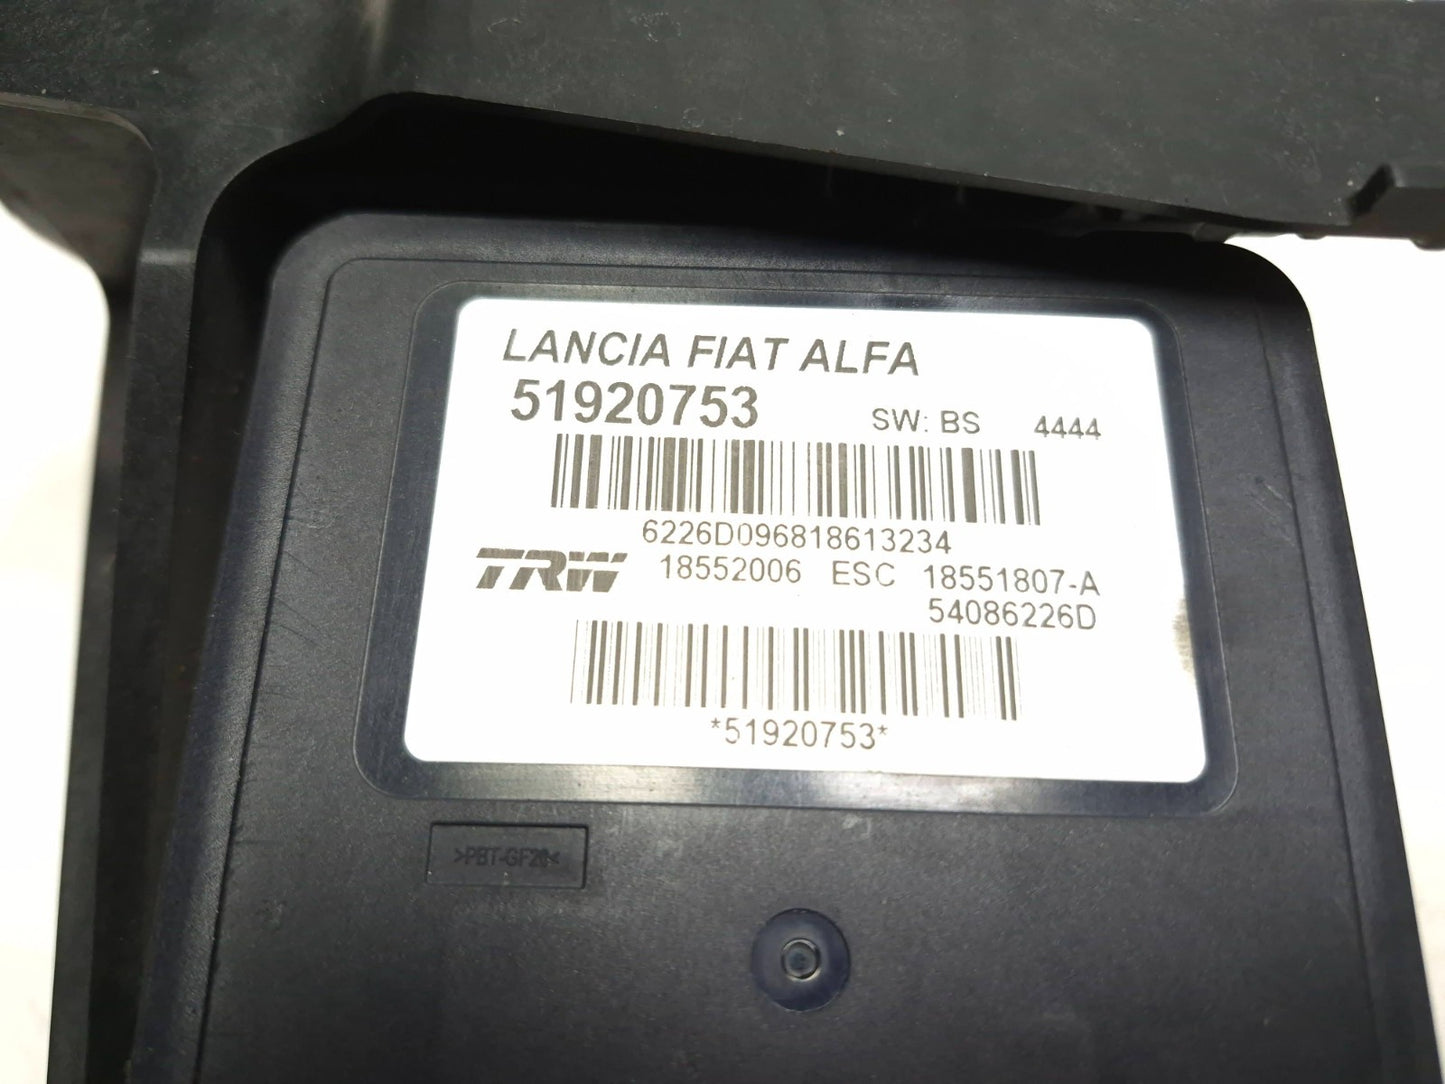 LANCIA FIAT ALFA
51920753 SW: BS 4444
6226D096818613234
TRW 18552006 ESC 18551807-A
54086226D
*51920753*
>PBT-GF20<